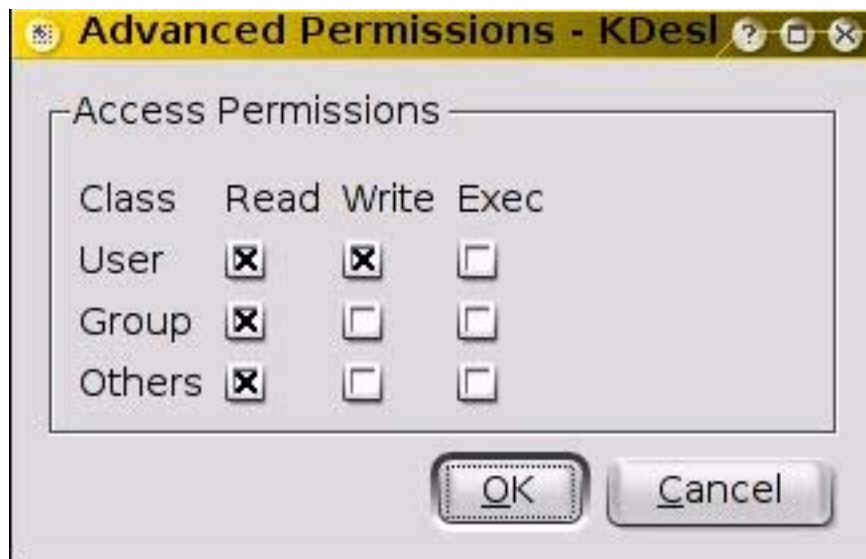 Advanced Permissions - KDesl
Access Permissions
Class Read Write Exec
User
Group
Others
OK Cancel